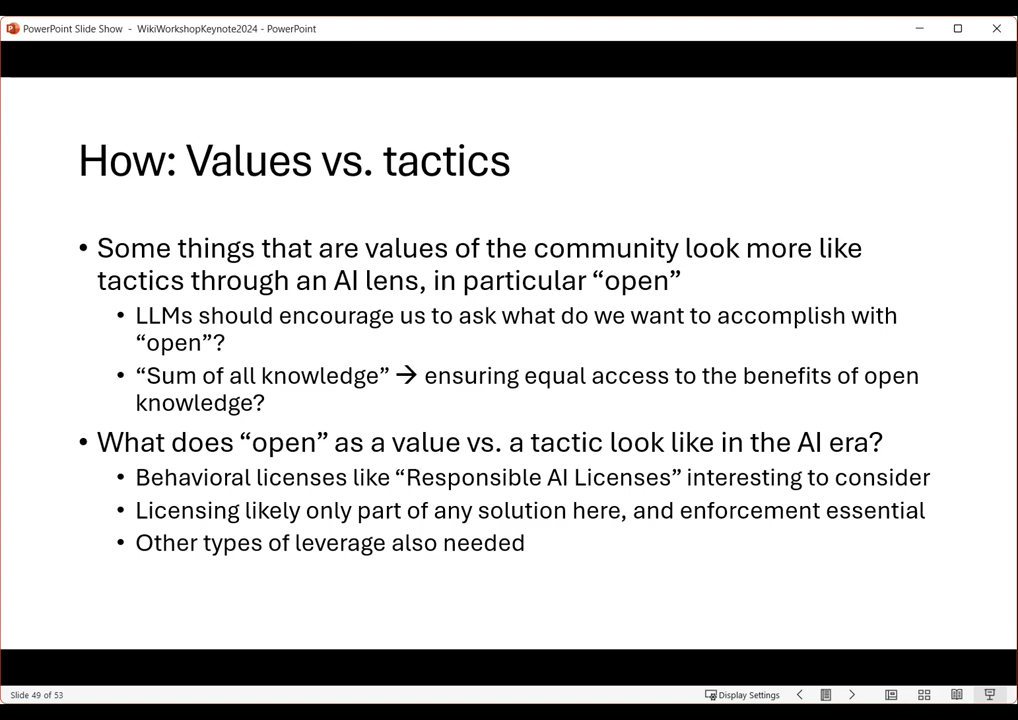 PowerPoint Slide Show - WikiWorkshopKeynote2024 - PowerPoint
How: Values vs. tactics
• Some things that are values of the community look more like
tactics through an AI lens, in particular “open”
• LLMs should encourage us to ask what do we want to accomplish with
“open”?
• “Sum of all knowledge” → ensuring equal access to the benefits of open
knowledge?
• What does “open” as a value vs. a tactic look like in the AI era?
• Behavioral licenses like “Responsible AI Licenses” interesting to consider
• Licensing likely only part of any solution here, and enforcement essential
• Other types of leverage also needed
Slide 49 of 53
Display Settings